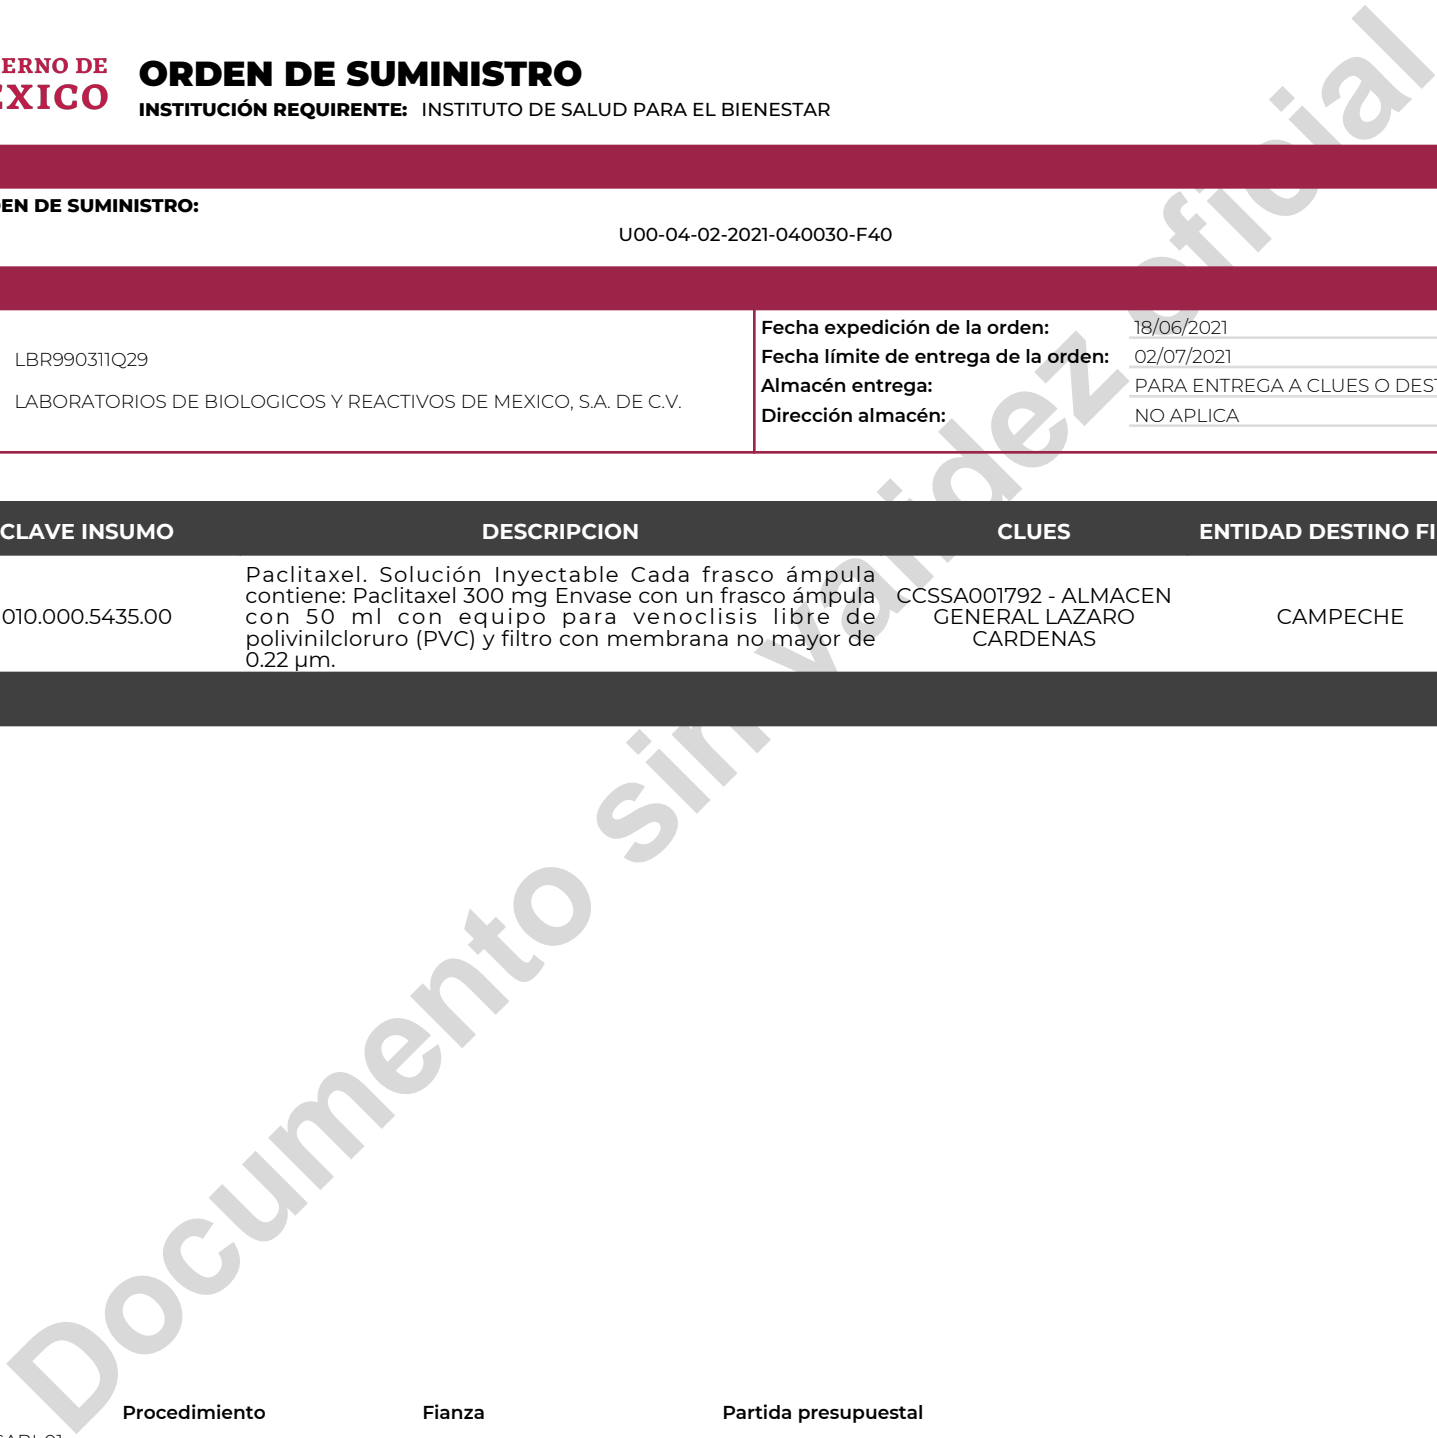 ERNO DE
EXICO
ORDEN DE SUMINISTRO
INSTITUCIÓN REQUIRENTE: INSTITUTO DE SALUD PARA EL BIENESTAR
EN DE SUMINISTRO:
U00-04-02-2021-040030-F40
LBR990311Q29
LABORATORIOS DE BIOLOGICOS Y REACTIVOS DE MEXICO, S.A. DE C.V.
Fecha expedición de la orden: 18/06/2021
Fecha límite de entrega de la orden: 02/07/2021
Almacén entrega: PARA ENTREGA A CLUES O DEST
Dirección almacén: NO APLICA
CLAVE INSUMO DESCRIPCION CLUES ENTIDAD DESTINO FI
010.000.5435.00
Paclitaxel. Solución Inyectable Cada frasco ámpula
contiene: Paclitaxel 300 mg Envase con un frasco ámpula
con 50 ml con equipo para venoclisis libre de
polivinilcloruro (PVC) y filtro con membrana no mayor de
0.22 µm.
CCSSA001792 - ALMACEN
GENERAL LAZARO
CARDENAS
CAMPECHE
Documento sin validez oficial
Procedimiento Fianza Partida presupuestal